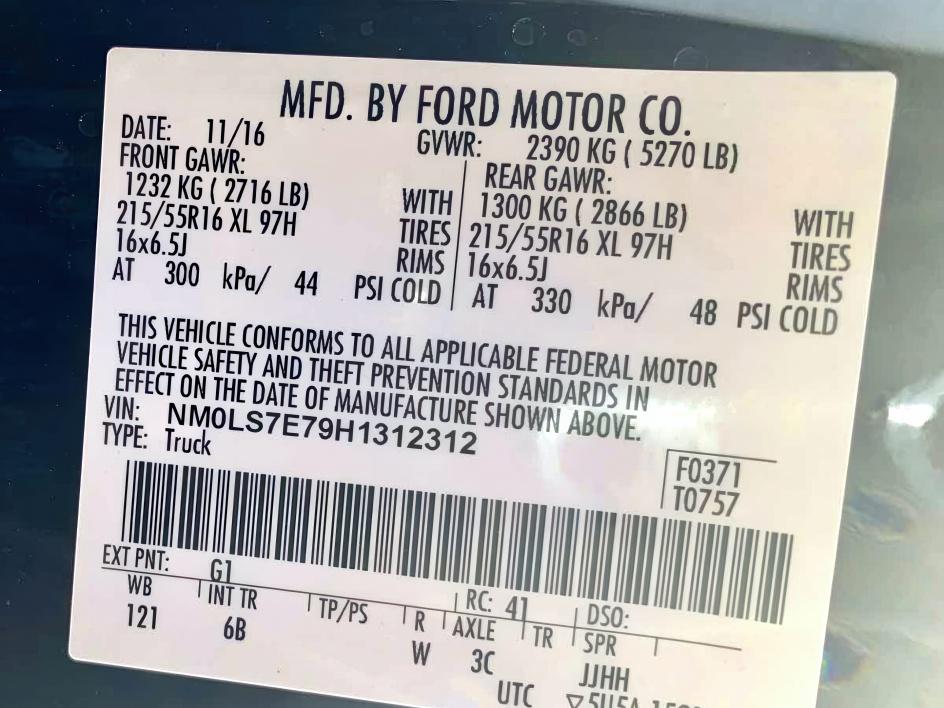 MFD. BY FORD MOTOR CO.
DATE: 11/16 GVWR: 2390 KG ( 5270 LB)
FRONT GAWR: REAR GAWR:
1232 KG ( 2716 LB) WITH 1300 KG ( 2866 LB) WITH
215/55R16 XL 97H TIRES 215/55R16 XL 97H TIRES
16x6.5J RIMS 16x6.5J RIMS
AT 300 kPa/ 44 PSI COLD AT 330 kPa/ 48 PSI COLD
THIS VEHICLE CONFORMS TO ALL APPLICABLE FEDERAL MOTOR
VEHICLE SAFETY AND THEFT PREVENTION STANDARDS IN
EFFECT ON THE DATE OF MANUFACTURE SHOWN ABOVE.
VIN: NM0LS7E79H1312312
TYPE: Truck
F0371
T0757
EXT PNT: G1 RC: 41 DSO:
WB INT TR TP/PS R AXLE TR SPR
121 6B W 3C JJHH
UTC